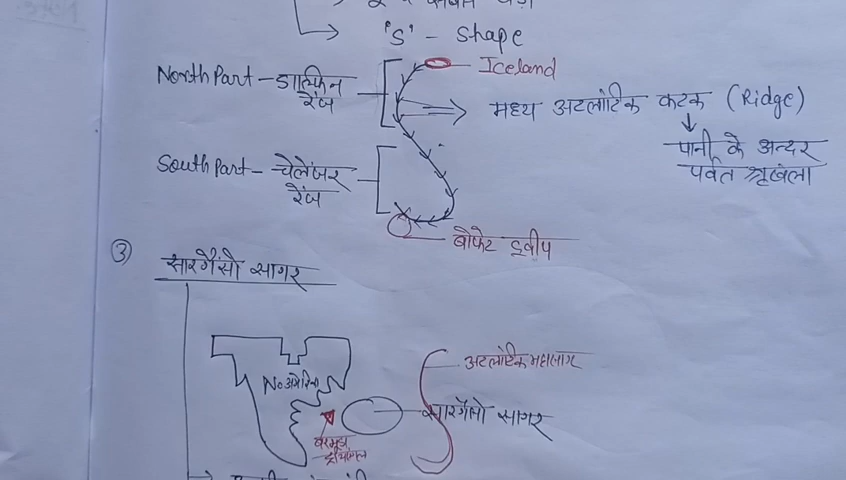 'S' - Shape
Iceland
North Part - डाल्फिन
रेंज
मध्य अटलांटिक कटक (Ridge)
पानी के अन्दर
पर्वत श्रृखला
South Part - चेलेंजर
रेंज
बौफेट द्वीप
③ सारगैसो सागर
अटलांटिक महासागर
No अमेरिका
सारगैसो सागर
बरमूडा